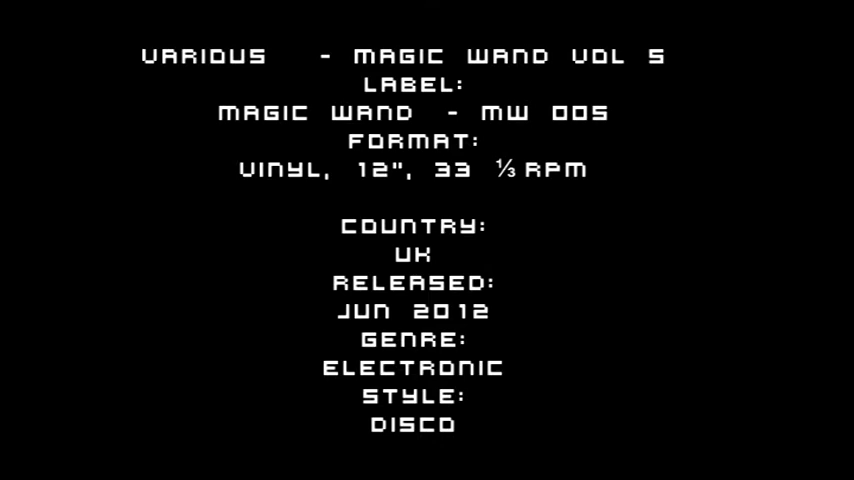 VARIOUS - MAGIC WAND VOL 5
LABEL:
MAGIC WAND - MW 005
FORMAT:
VINYL, 12", 33 ⅓ RPM
COUNTRY:
UK
RELEASED:
JUN 2012
GENRE:
ELECTRONIC
STYLE:
DISCO